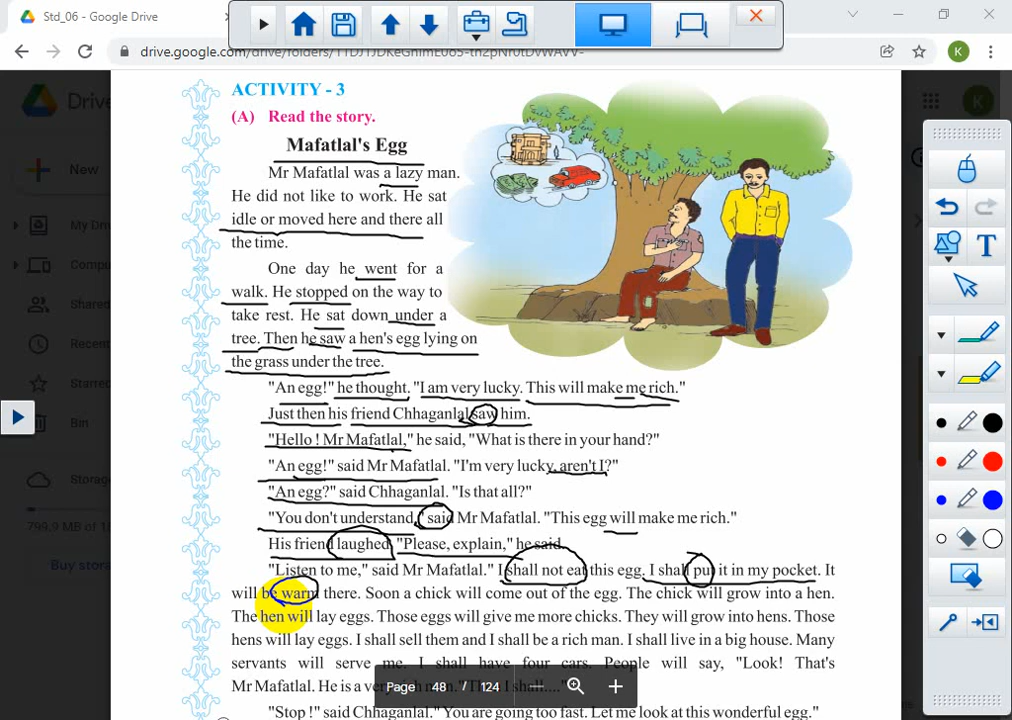 Std_06 - Google Drive
drive.google.com/drive/folders/
K
Drive
New
My Dri
Compu
Shared
Recen
Starre
Bin
Storag
799.9 MB of 1
Buy stora
K
T
ACTIVITY - 3
(A) Read the story.
Mafatlal's Egg
Mr Mafatlal was a lazy man.
He did not like to work. He sat
idle or moved here and there all
the time.
One day he went for a
walk. He stopped on the way to
take rest. He sat down under a
tree. Then he saw a hen's egg lying on
the grass under the tree.
"An egg!" he thought. "I am very lucky. This will make me rich."
Just then his friend Chhaganlal saw him.
"Hello ! Mr Mafatlal," he said, "What is there in your hand?"
"An egg!" said Mr Mafatlal. "I'm very lucky, aren't I?"
"An egg?" said Chhaganlal. "Is that all?"
"You don't understand," said Mr Mafatlal. "This egg will make me rich."
His friend laughed. "Please, explain," he said.
"Listen to me," said Mr Mafatlal." I shall not eat this egg. I shall put it in my pocket. It
will be warm there. Soon a chick will come out of the egg. The chick will grow into a hen.
The hen will lay eggs. Those eggs will give me more chicks. They will grow into hens. Those
hens will lay eggs. I shall sell them and I shall be a rich man. I shall live in a big house. Many
servants will serve me. I shall have four cars. People will say, "Look! That's
Mr Mafatlal. He is a very rich man." Then I shall...."
"Stop !" said Chhaganlal." You are going too fast. Let me look at this wonderful egg."
Page 48 / 124